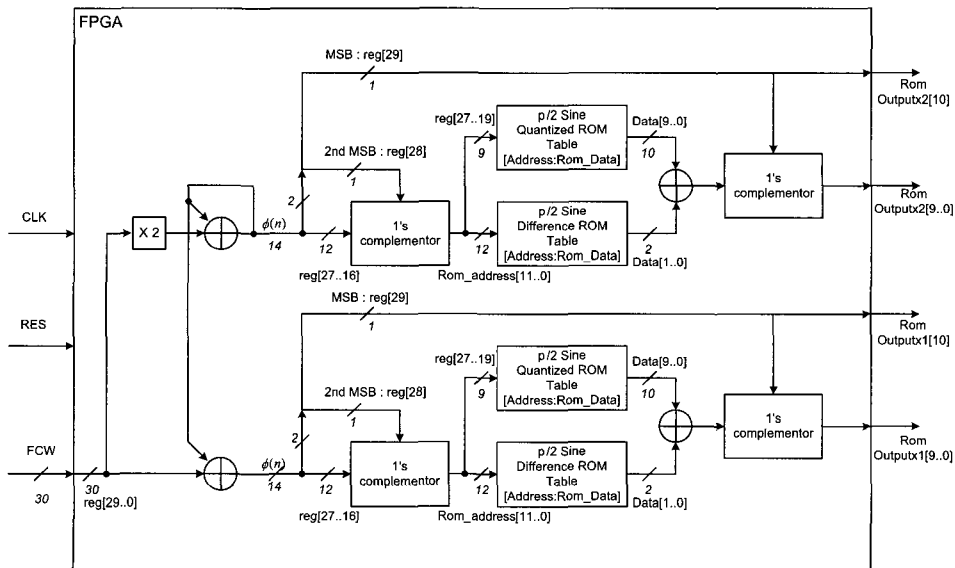 FPGA
MSB : reg[29]
1
Rom
Outputx2[10]
reg[27..19]
9
p/2 Sine
Quantized ROM
Table
[Address:Rom_Data]
Data[9..0]
10
2nd MSB : reg[28]
1
2
1's
complementor
Rom
Outputx2[9..0]
CLK
X 2
ϕ(n)
14
12
1's
complementor
12
p/2 Sine
Difference ROM
Table
[Address:Rom_Data]
2
Data[1..0]
reg[27..16]
Rom_address[11..0]
MSB : reg[29]
1
Rom
Outputx1[10]
RES
reg[27..19]
9
p/2 Sine
Quantized ROM
Table
[Address:Rom_Data]
Data[9..0]
10
2nd MSB : reg[28]
1
2
1's
complementor
Rom
Outputx1[9..0]
FCW
30
30
reg[29..0]
ϕ(n)
14
12
1's
complementor
12
p/2 Sine
Difference ROM
Table
[Address:Rom_Data]
2
Data[1..0]
reg[27..16]
Rom_address[11..0]